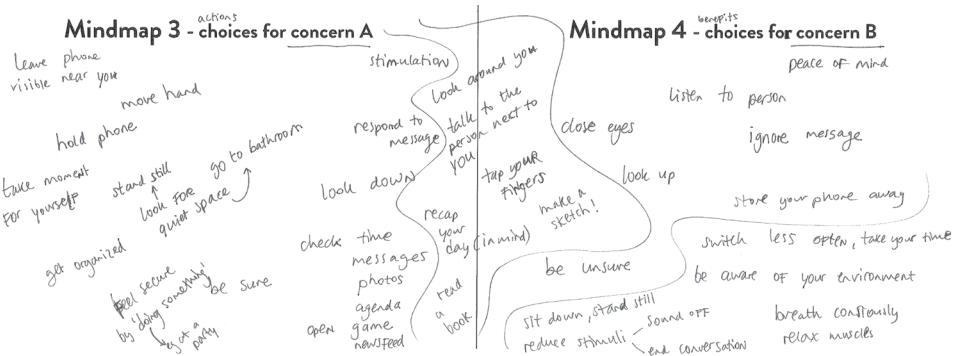 actions
Mindmap 3 - choices for concern A
leave phone
visible near you
move hand
hold phone
take moment
for yourself
stand still
look for
quiet space
go to bathroom
get organized
feel secure
by 'doing something'
eg at a
party
be sure
stimulation
respond to
message
look down
check time
messages
photos
agenda
open game
newsfeed
look around you
talk to the
person next to
you
tap your
fingers
make a
sketch!
recap
your
day (in mind)
read
a
book
benefits
Mindmap 4 - choices for concern B
peace of mind
listen to person
close eyes
ignore message
look up
store your phone away
switch less often, take your time
be unsure
be aware of your environment
sit down, stand still
reduce stimuli
sound off
end conversation
breath consiously
relax muscles